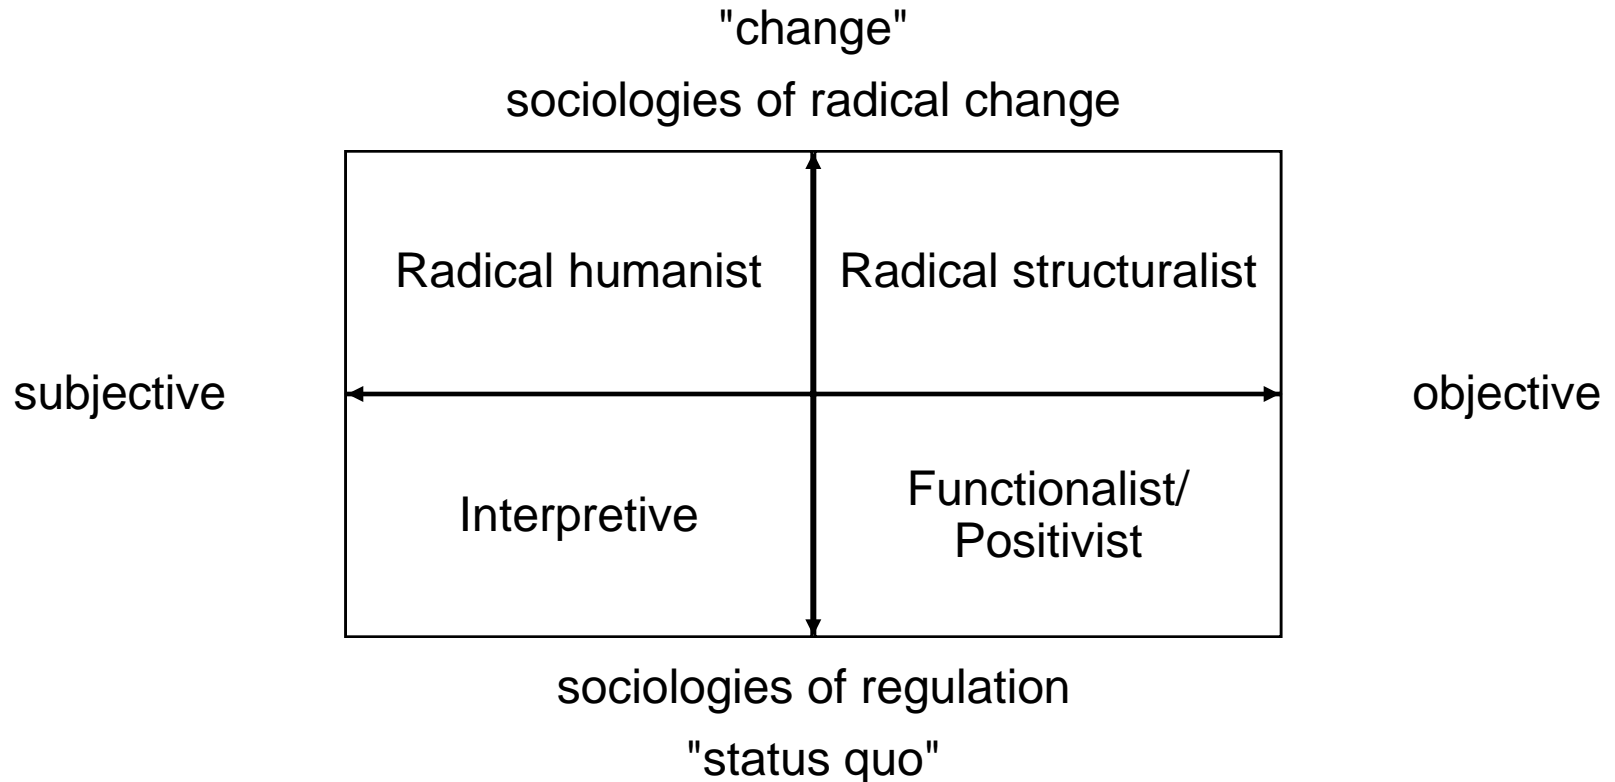 "change"
sociologies of radical change
Radical humanist
Radical structuralist
subjective
objective
Interpretive
Functionalist/
Positivist
sociologies of regulation
"status quo"